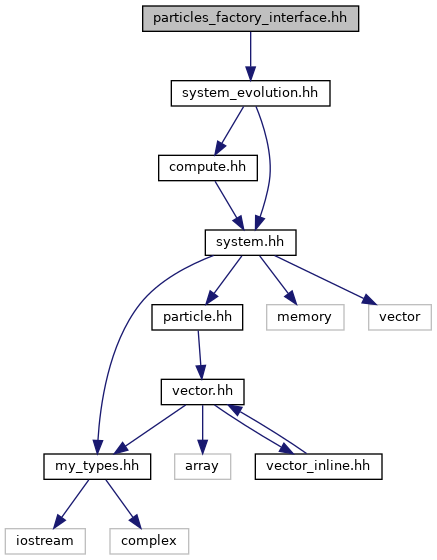 particles_factory_interface.hh
system_evolution.hh
compute.hh
system.hh
particle.hh
memory
vector
vector.hh
my_types.hh
array
vector_inline.hh
iostream
complex